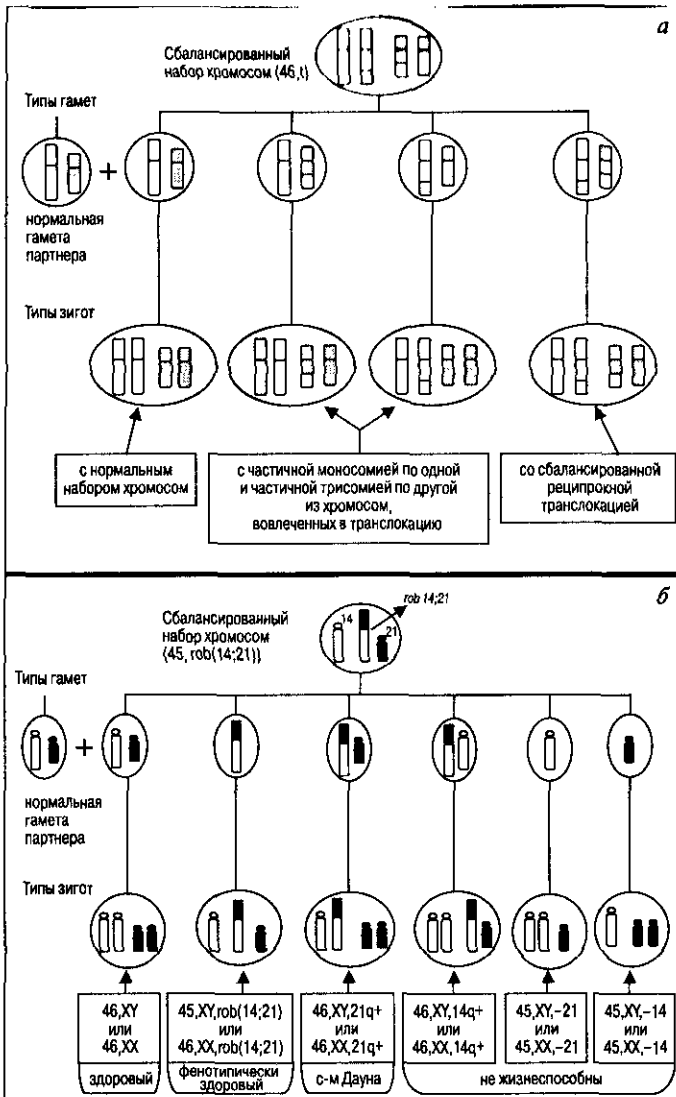 а
Сбалансированный
набор хромосом (46,t)
Типы гамет
+
нормальная
гамета
партнера
Типы зигот
с нормальным
набором хромосом
с частичной моносомией по одной
и частичной трисомией по другой
из хромосом,
вовлеченных в транслокацию
со сбалансированной
реципрокной
транслокацией
б
Сбалансированный
набор хромосом
(45, rob(14;21))
14
rob 14;21
21
Типы гамет
+
нормальная
гамета
партнера
Типы зигот
46,XY
или
46,XX
здоровый
45,XY,rob(14;21)
или
46,XX,rob(14;21)
фенотипически
здоровый
46,XY,21q+
или
46,XX,21q+
с-м Дауна
46,XY,14q+
или
46,XX,14q+
45,XY,−21
или
45,XX,−21
45,XY,−14
или
45,XX,−14
не жизнеспособны